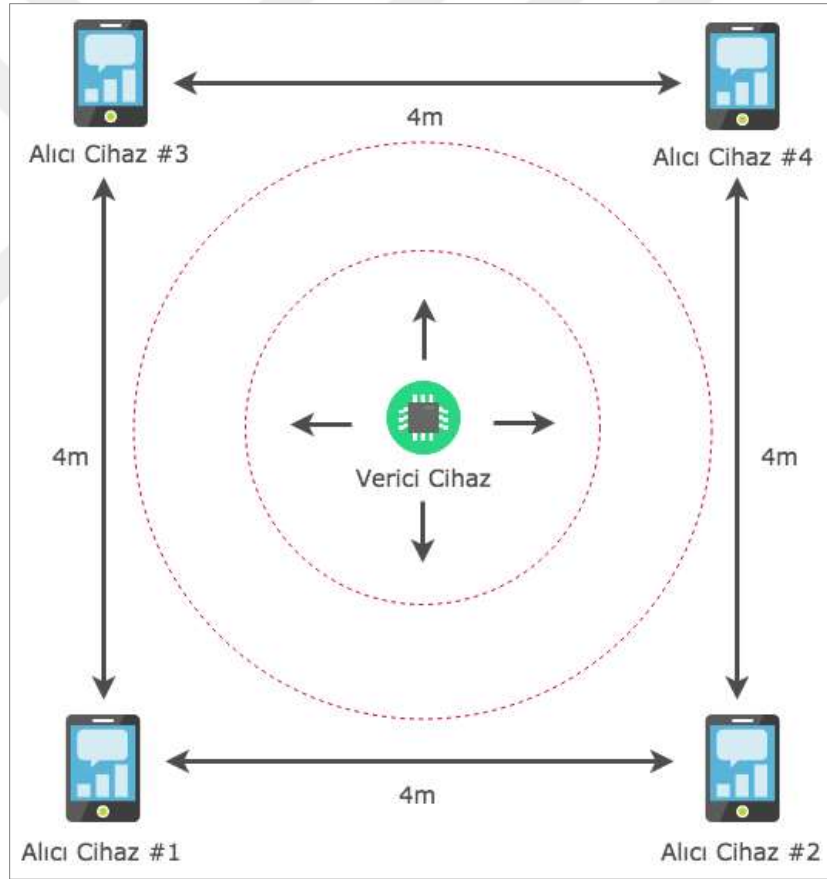 4m
Alıcı Cihaz #3
Alıcı Cihaz #4
4m
4m
Verici Cihaz
4m
Alıcı Cihaz #1
Alıcı Cihaz #2